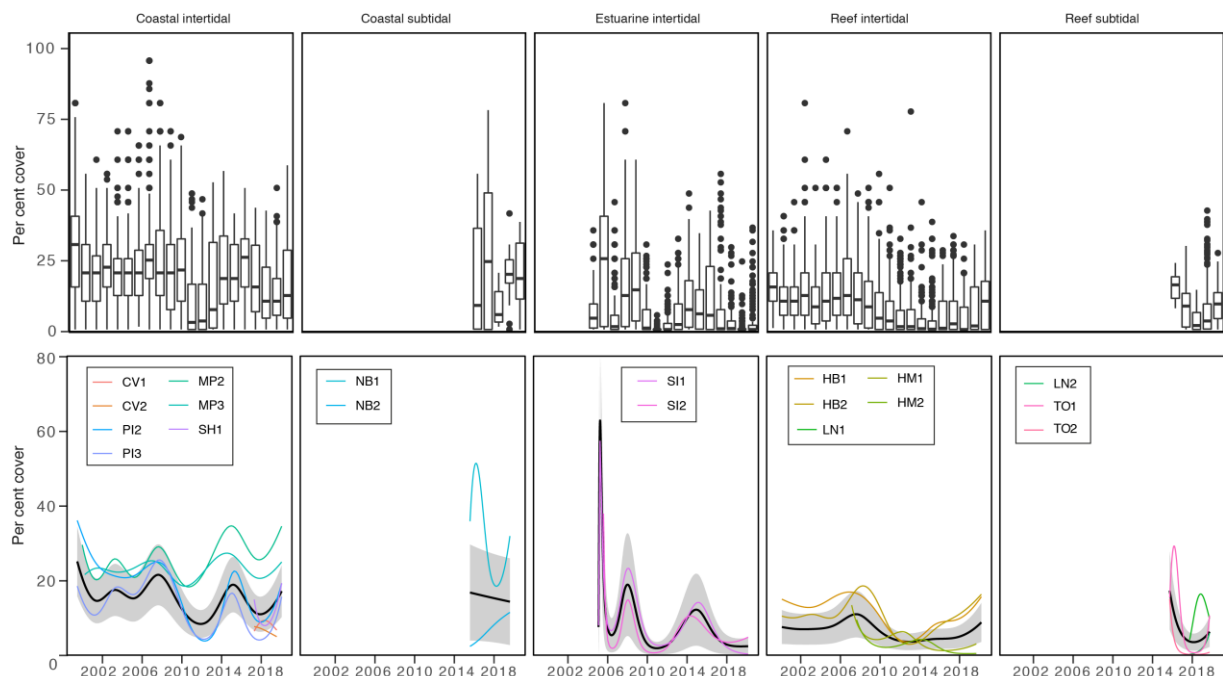 Coastal intertidal Coastal subtidal Estuarine intertidal Reef intertidal Reef subtidal
Per cent cover
100
75
50
25
0
Per cent cover
80
60
40
20
0
CV1 MP2
CV2 MP3
PI2 SH1
PI3
NB1
NB2
SI1
SI2
HB1 HM1
HB2 HM2
LN1
LN2
TO1
TO2
2002 2006 2010 2014 2018 2002 2006 2010 2014 2018 2002 2006 2010 2014 2018 2002 2006 2010 2014 2018 2002 2006 2010 2014 2018